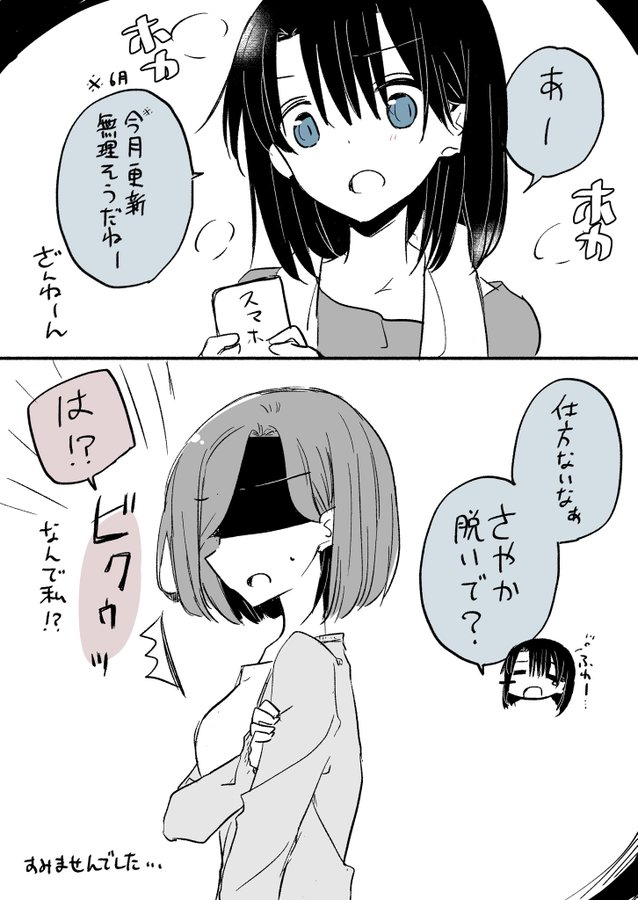 あー
ホカ
ホカ
※6月
※今月更新
無理そうだねー
ざんねーん
スマホ
仕方ないなぁ
さやか
脱いで?
ふわー…
は!?
ビクゥッ
なんで私!?
すみませんでした…